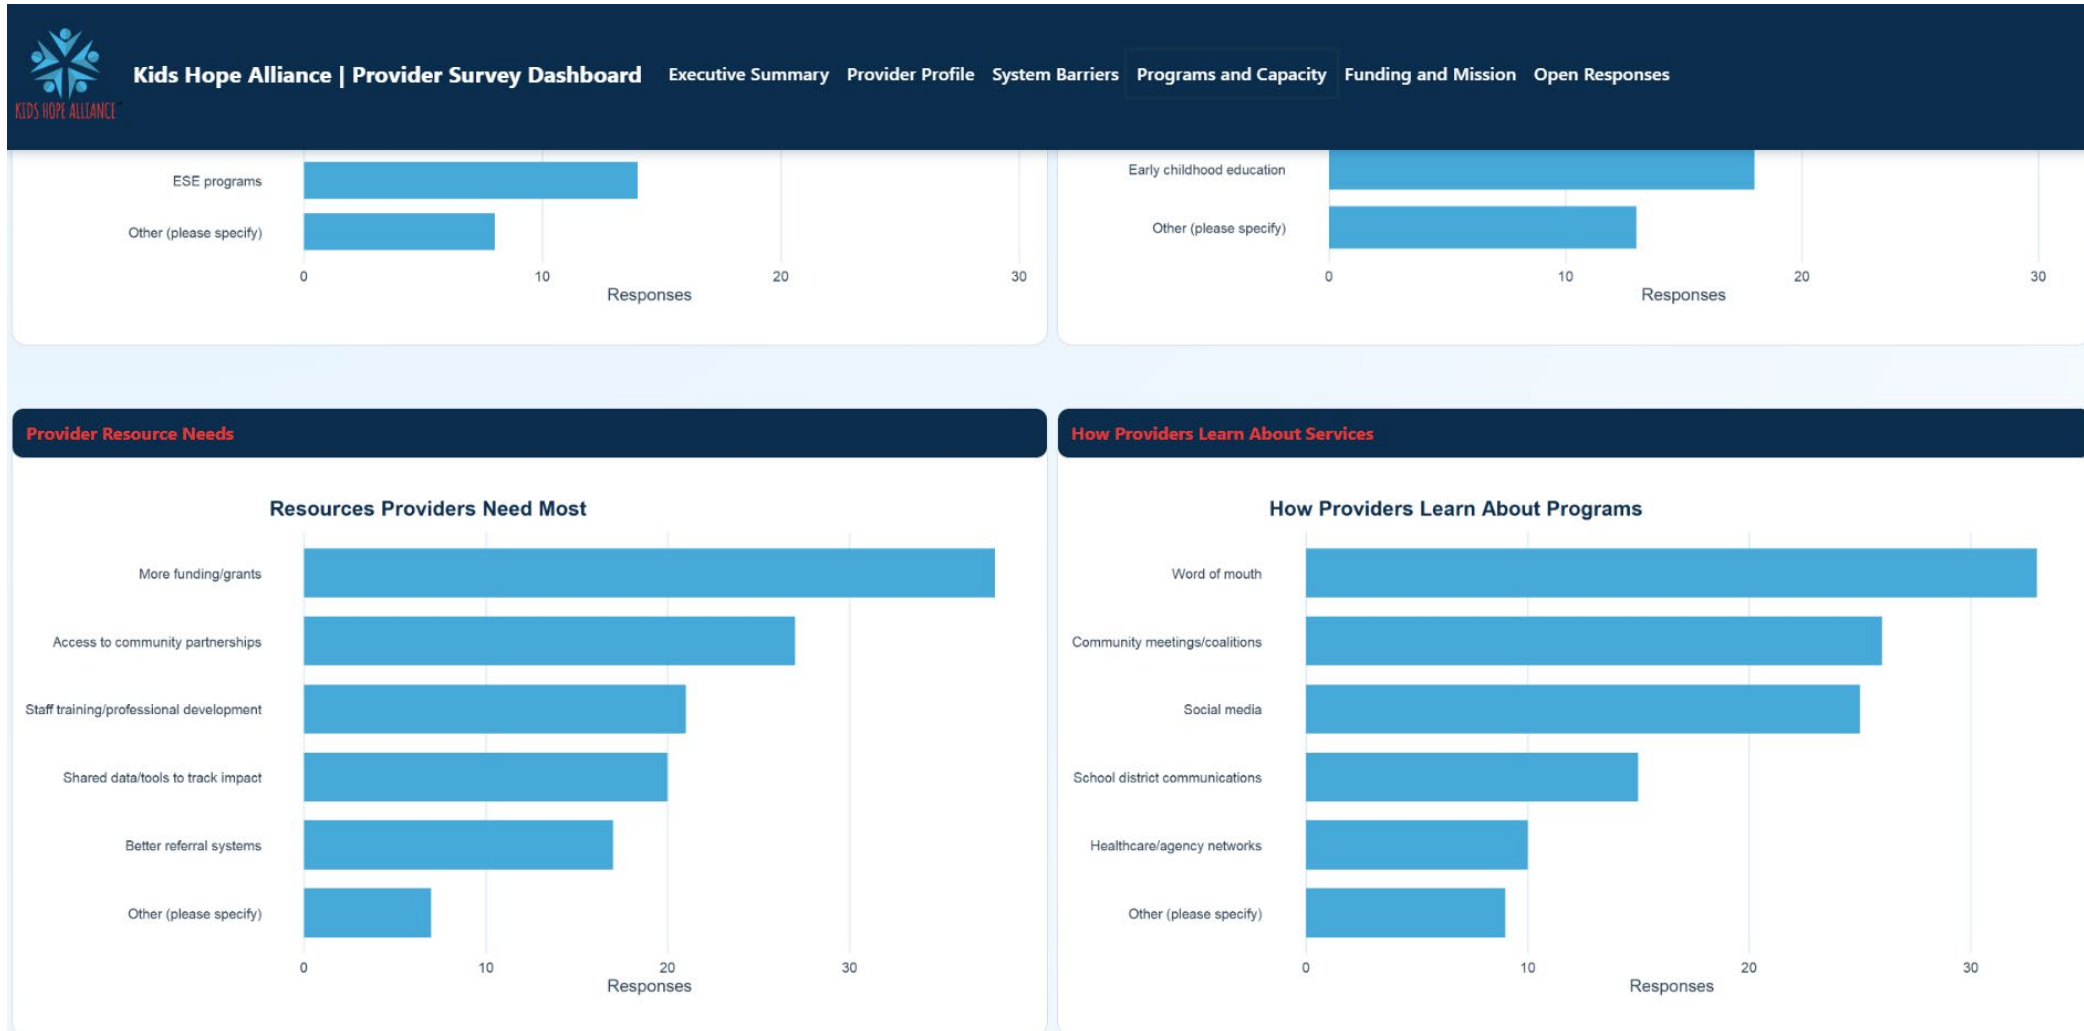 KIDS HOPE ALLIANCE
Kids Hope Alliance | Provider Survey Dashboard
Executive Summary
Provider Profile
System Barriers
Programs and Capacity
Funding and Mission
Open Responses
ESE programs
Other (please specify)
0 10 20 30
Responses
Early childhood education
Other (please specify)
0 10 20 30
Responses
Provider Resource Needs
Resources Providers Need Most
More funding/grants
Access to community partnerships
Staff training/professional development
Shared data/tools to track impact
Better referral systems
Other (please specify)
0 10 20 30
Responses
How Providers Learn About Services
How Providers Learn About Programs
Word of mouth
Community meetings/coalitions
Social media
School district communications
Healthcare/agency networks
Other (please specify)
0 10 20 30
Responses